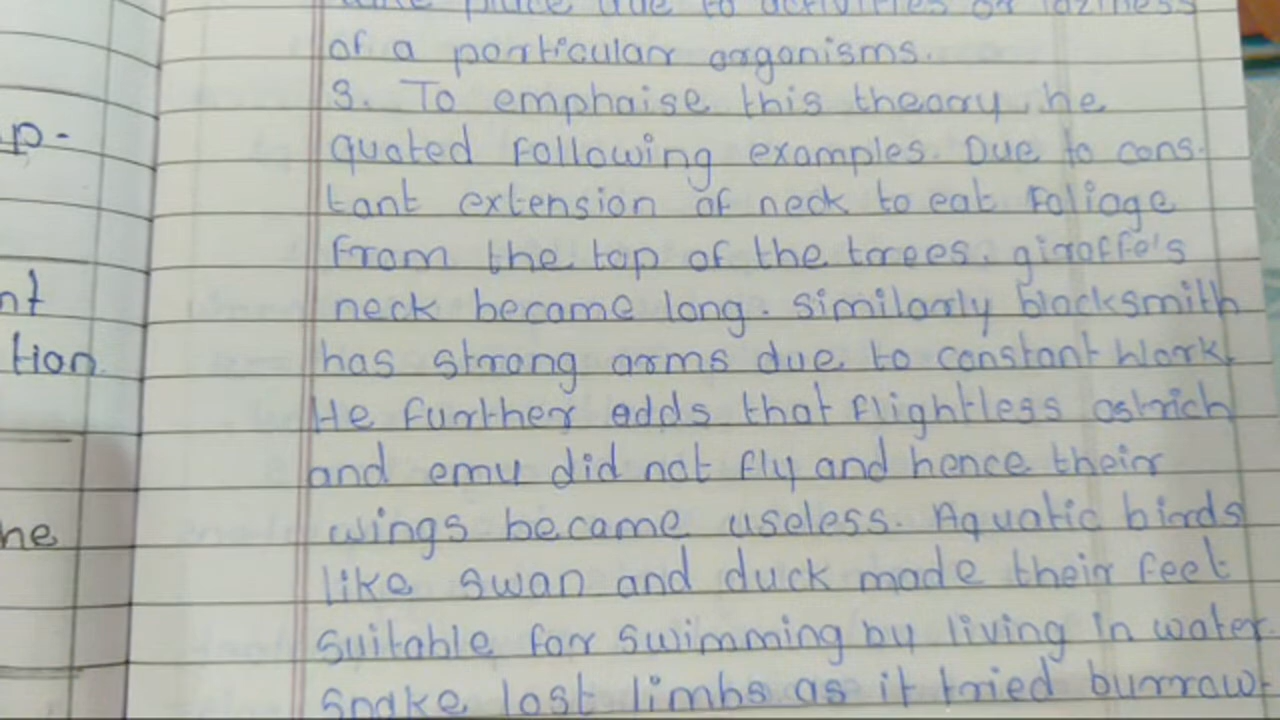 of a particular organisms.
3. To emphaise this theory, he
quoted following examples. Due to cons-
tant extension of neck to eat foliage
from the top of the trees, giraffe's
neck became long. Similarly blacksmith
has strong arms due to constant work.
He further adds that flightless ostrich
and emu did not fly and hence their
wings became useless. Aquatic birds
like swan and duck made their feet
suitable for swimming by living in water.
Snake lost limbs as it tried burrow-
nt
tion
he